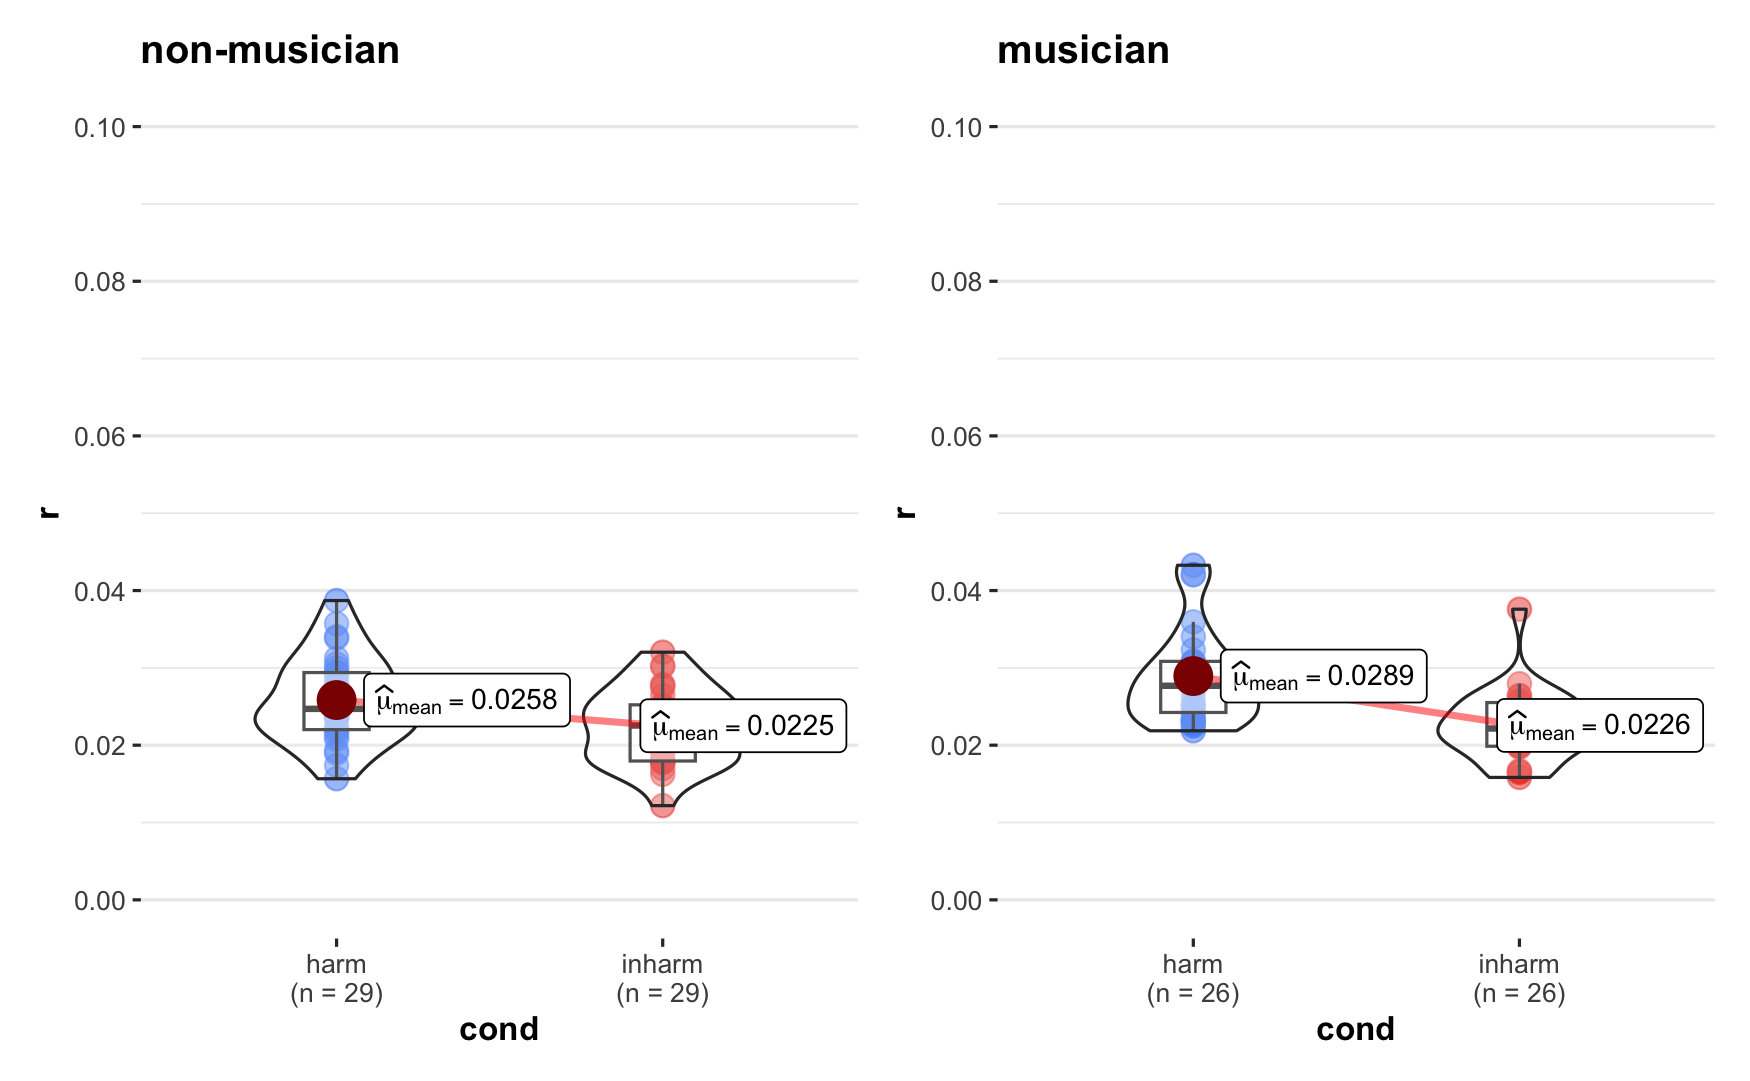 non-musician
0.10
0.08
0.06
0.04
0.02
0.00
r
μ̂mean = 0.0258
μ̂mean = 0.0225
harm
(n = 29)
inharm
(n = 29)
cond
musician
0.10
0.08
0.06
0.04
0.02
0.00
r
μ̂mean = 0.0289
μ̂mean = 0.0226
harm
(n = 26)
inharm
(n = 26)
cond